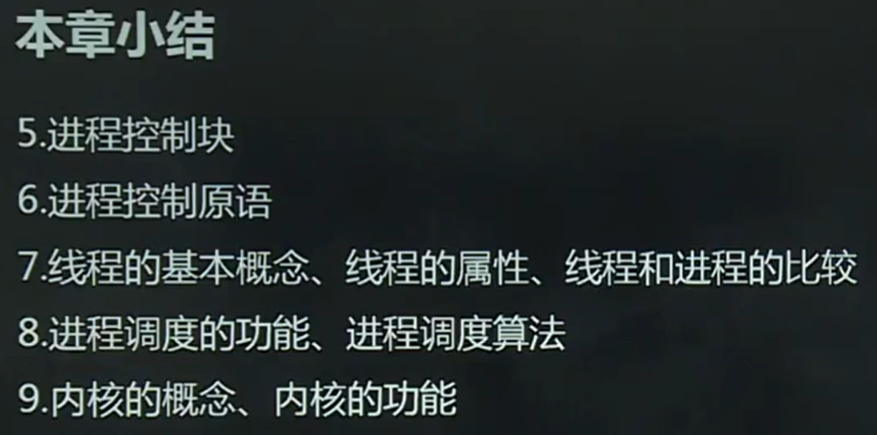 本章小结
5.进程控制块
6.进程控制原语
7.线程的基本概念、线程的属性、线程和进程的比较
8.进程调度的功能、进程调度算法
9.内核的概念、内核的功能